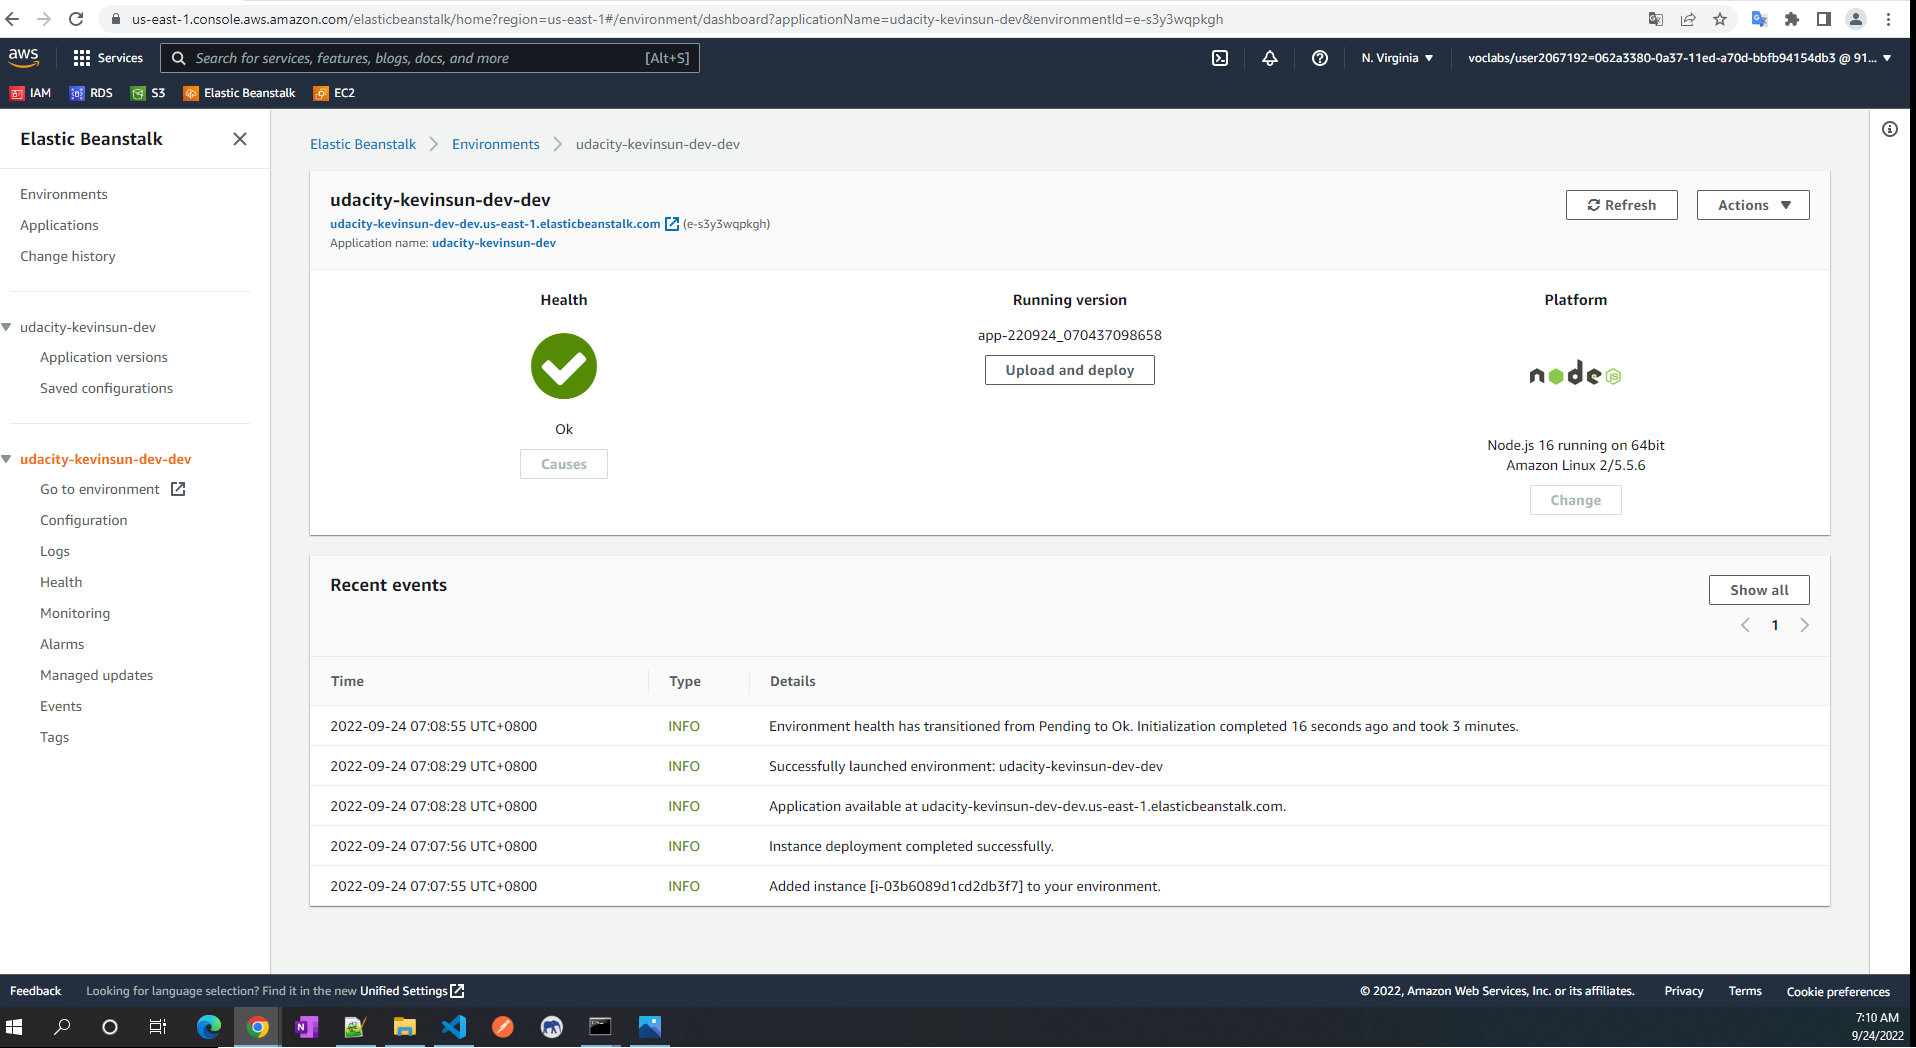 us-east-1.console.aws.amazon.com/elasticbeanstalk/home?region=us-east-1#/environment/dashboard?applicationName=udacity-kevinsun-dev&environmentId=e-s3y3wqpkgh
aws Services Search for services, features, blogs, docs, and more [Alt+S] N. Virginia voclabs/user2067192=062a3380-0a37-11ed-a70d-bbfb94154db3 @ 91...
IAM RDS S3 Elastic Beanstalk EC2
Elastic Beanstalk
Environments
Applications
Change history
udacity-kevinsun-dev
Application versions
Saved configurations
udacity-kevinsun-dev-dev
Go to environment
Configuration
Logs
Health
Monitoring
Alarms
Managed updates
Events
Tags
Elastic Beanstalk Environments udacity-kevinsun-dev-dev
udacity-kevinsun-dev-dev
udacity-kevinsun-dev-dev.us-east-1.elasticbeanstalk.com (e-s3y3wqpkgh)
Application name: udacity-kevinsun-dev
Refresh Actions
Health
Ok
Causes
Running version
app-220924_070437098658
Upload and deploy
Platform
node JS
Node.js 16 running on 64bit
Amazon Linux 2/5.5.6
Change
Recent events
Show all
1
Time Type Details
2022-09-24 07:08:55 UTC+0800 INFO Environment health has transitioned from Pending to Ok. Initialization completed 16 seconds ago and took 3 minutes.
2022-09-24 07:08:29 UTC+0800 INFO Successfully launched environment: udacity-kevinsun-dev-dev
2022-09-24 07:08:28 UTC+0800 INFO Application available at udacity-kevinsun-dev-dev.us-east-1.elasticbeanstalk.com.
2022-09-24 07:07:56 UTC+0800 INFO Instance deployment completed successfully.
2022-09-24 07:07:55 UTC+0800 INFO Added instance [i-03b6089d1cd2db3f7] to your environment.
Feedback Looking for language selection? Find it in the new Unified Settings © 2022, Amazon Web Services, Inc. or its affiliates. Privacy Terms Cookie preferences
7:10 AM
9/24/2022